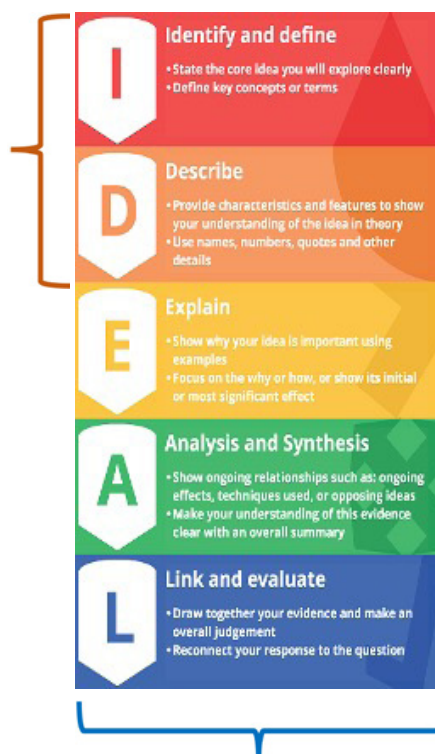 I
Identify and define
• State the core idea you will explore clearly
• Define key concepts or terms
D
Describe
• Provide characteristics and features to show
your understanding of the idea in theory
• Use names, numbers, quotes and other
details
E
Explain
• Show why your idea is important using
examples
• Focus on the why or how, or show its initial
or most significant effect
A
Analysis and Synthesis
• Show ongoing relationships such as: ongoing
effects, techniques used, or opposing ideas
• Make your understanding of this evidence
clear with an overall summary
L
Link and evaluate
• Draw together your evidence and make an
overall judgement
• Reconnect your response to the question